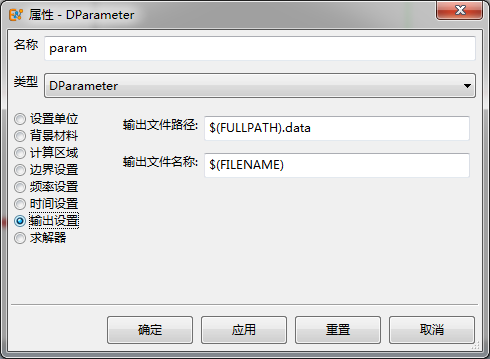 属性 - DParameter
名称 param
类型 DParameter
设置单位
背景材料
计算区域
边界设置
频率设置
时间设置
输出设置
求解器
输出文件路径: $(FULLPATH).data
输出文件名称: $(FILENAME)
确定 应用 重置 取消